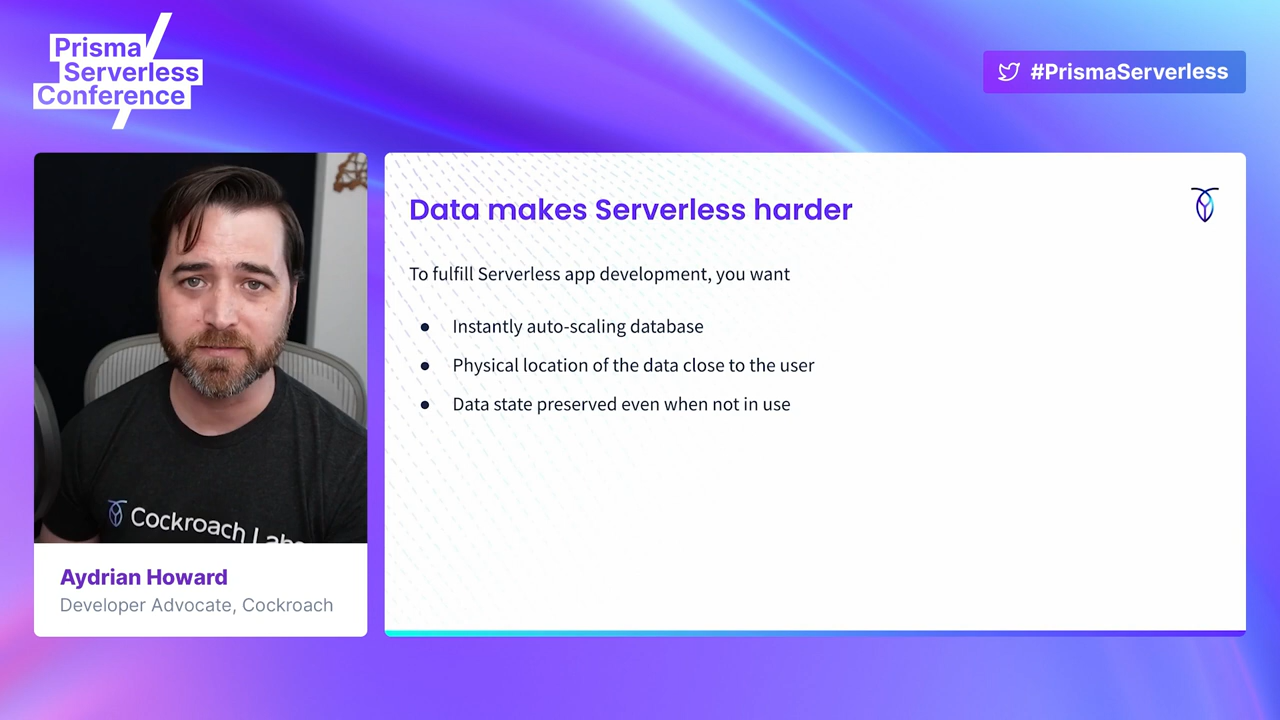 Prisma
Serverless
Conference
#PrismaServerless
Cockroach Labs
Aydrian Howard
Developer Advocate, Cockroach
Data makes Serverless harder
To fulfill Serverless app development, you want
● Instantly auto-scaling database
● Physical location of the data close to the user
● Data state preserved even when not in use